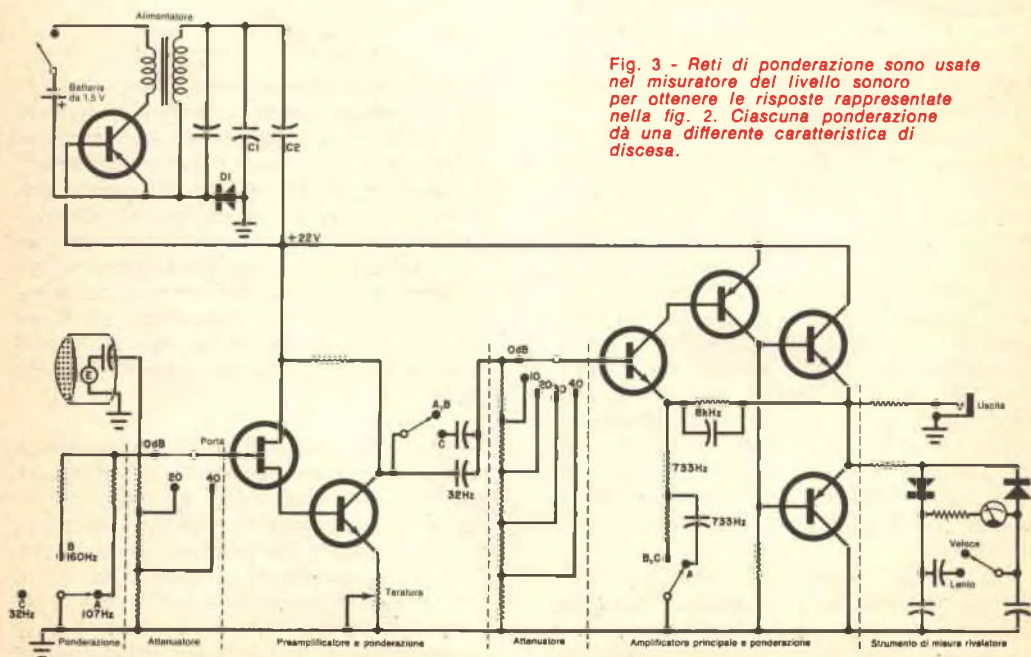 Alimentatore
Batteria
da 1,5 V
+
C1
C2
D1
Fig. 3 - Reti di ponderazione sono usate
nel misuratore del livello sonoro
per ottenere le risposte rappresentate
nella fig. 2. Ciascuna ponderazione
dà una differente caratteristica di
discesa.
+22V
E
0dB
Porta
20
40
A,B
C
32Hz
0dB
10
20
30
40
8kHz
Uscita
733Hz
733Hz
B
160Hz
B,C
A
Veloce
Lento
C
32Hz
A
107Hz
Taratura
Ponderazione
Attenuatore
Preamplificatore e ponderazione
Attenuatore
Amplificatore principale e ponderazione
Strumento di misura rivelatore